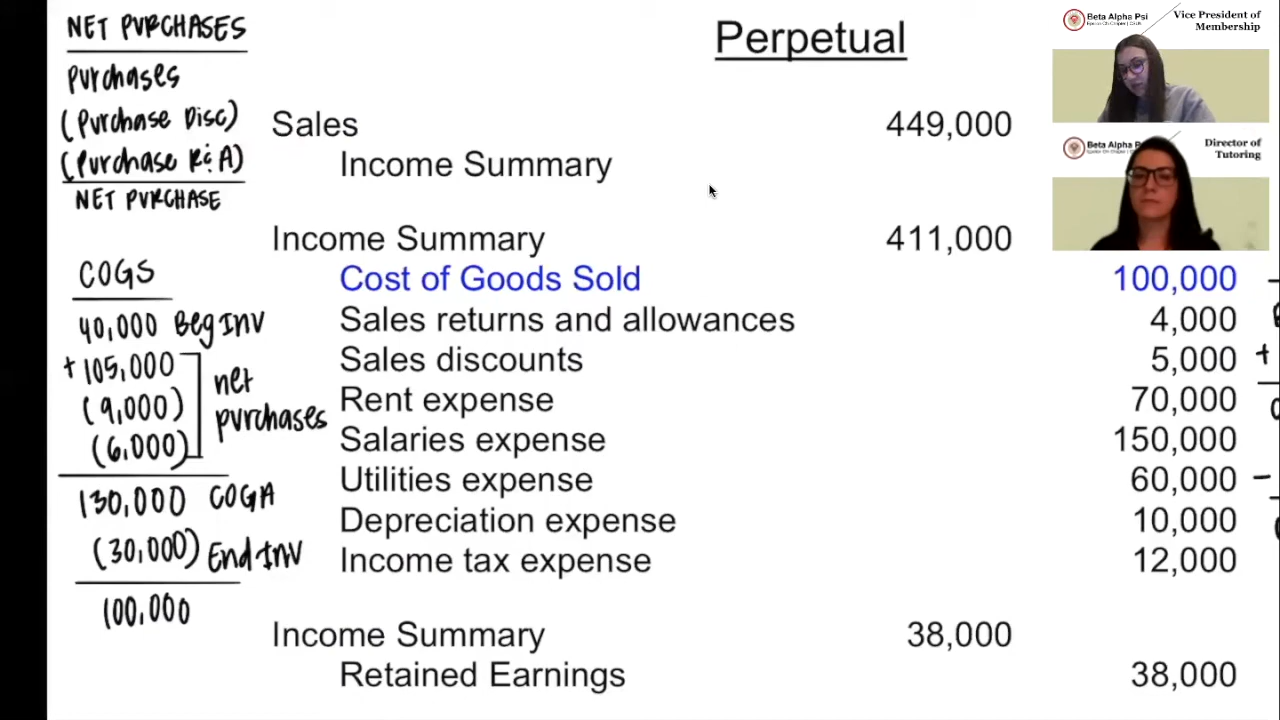 NET PURCHASES
Purchases
(Purchase Disc)
(Purchase R & A)
NET PURCHASE
COGS
40,000 Beg INV
+ 105,000
(9,000)
(6,000)
net
purchases
130,000 COGA
(30,000) End INV
100,000
Perpetual
Sales 449,000
Income Summary
Income Summary 411,000
Cost of Goods Sold 100,000
Sales returns and allowances 4,000
Sales discounts 5,000
Rent expense 70,000
Salaries expense 150,000
Utilities expense 60,000
Depreciation expense 10,000
Income tax expense 12,000
Income Summary 38,000
Retained Earnings 38,000
Beta Alpha Psi
Vice President of
Membership
Beta Alpha
Director of
Tutoring
+
-